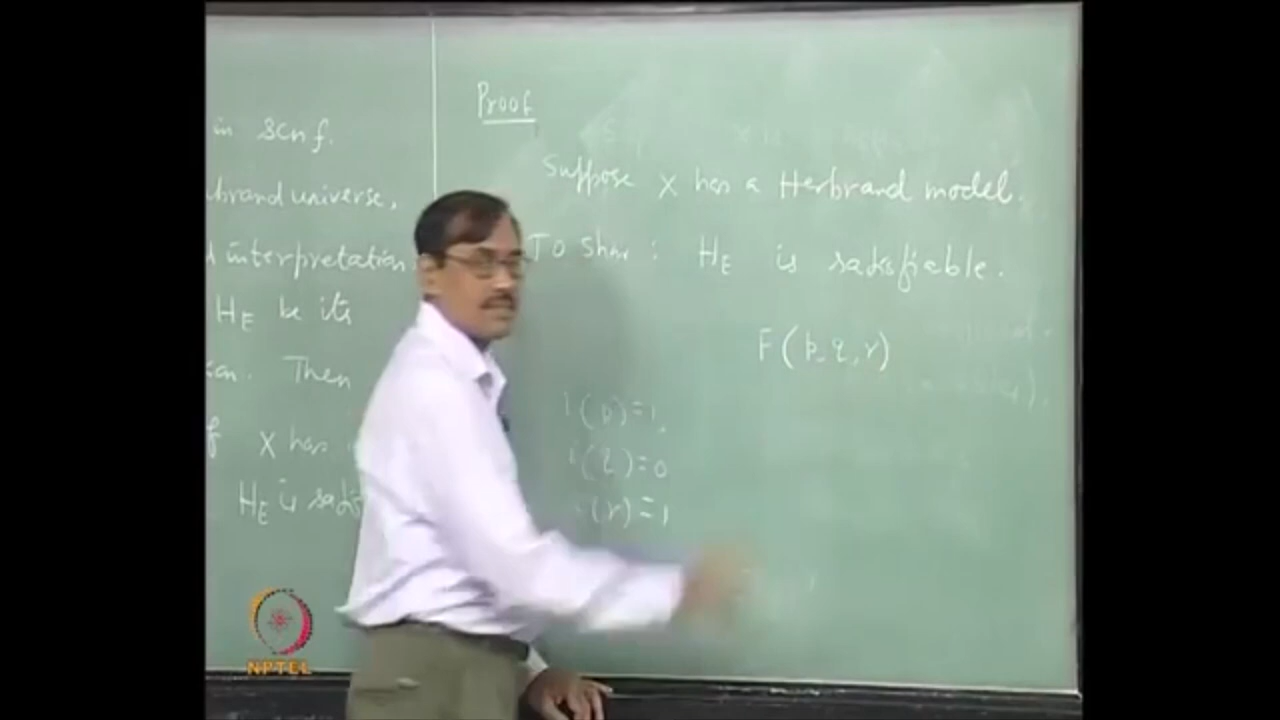 in scnf.
brand universe,
interpretation
HE be its
Then
X has
HE is satis
Proof
Suppose X has a Herbrand model.
To Show : HE is satisfiable.
F(p, q, r)
i(p)=1,
i(q)=0
i(r)=1
NPTEL